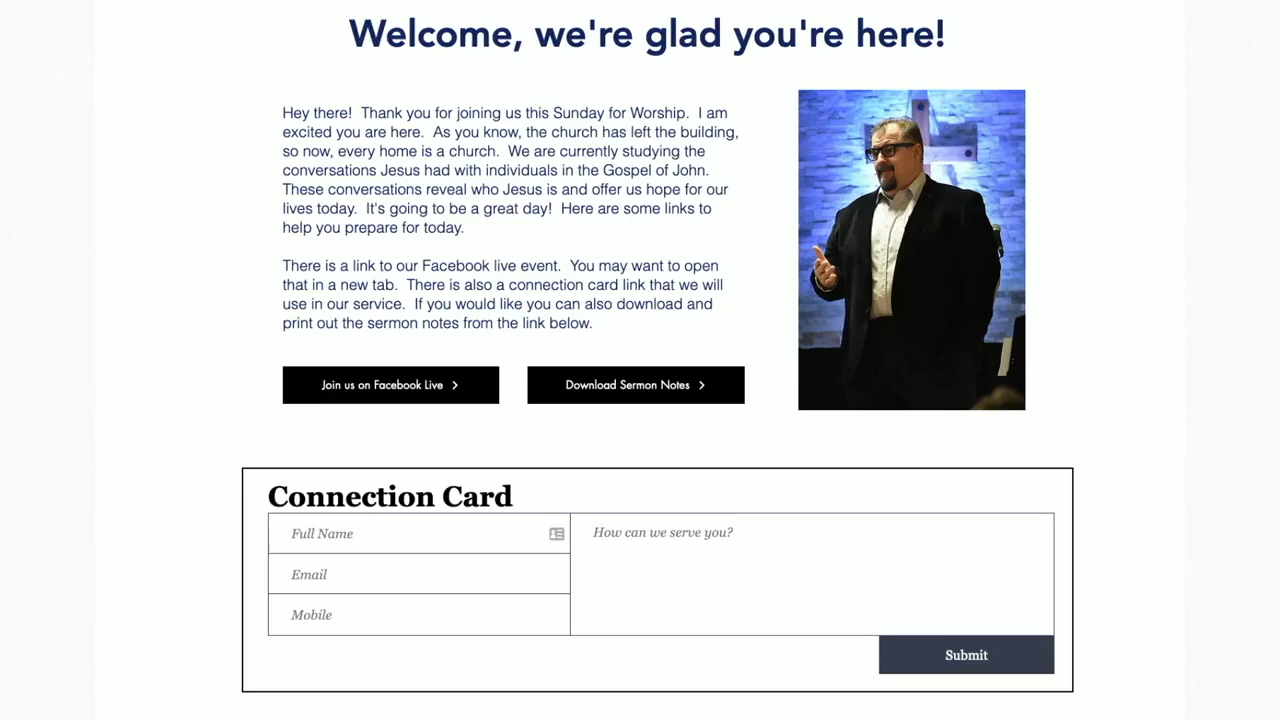 Welcome, we're glad you're here!
Hey there!  Thank you for joining us this Sunday for Worship.  I am
excited you are here.  As you know, the church has left the building,
so now, every home is a church.  We are currently studying the
conversations Jesus had with individuals in the Gospel of John.
These conversations reveal who Jesus is and offer us hope for our
lives today.  It's going to be a great day!  Here are some links to
help you prepare for today.
There is a link to our Facebook live event.  You may want to open
that in a new tab.  There is also a connection card link that we will
use in our service.  If you would like you can also download and
print out the sermon notes from the link below.
Join us on Facebook Live >
Download Sermon Notes >
Connection Card
Full Name
How can we serve you?
Email
Mobile
Submit